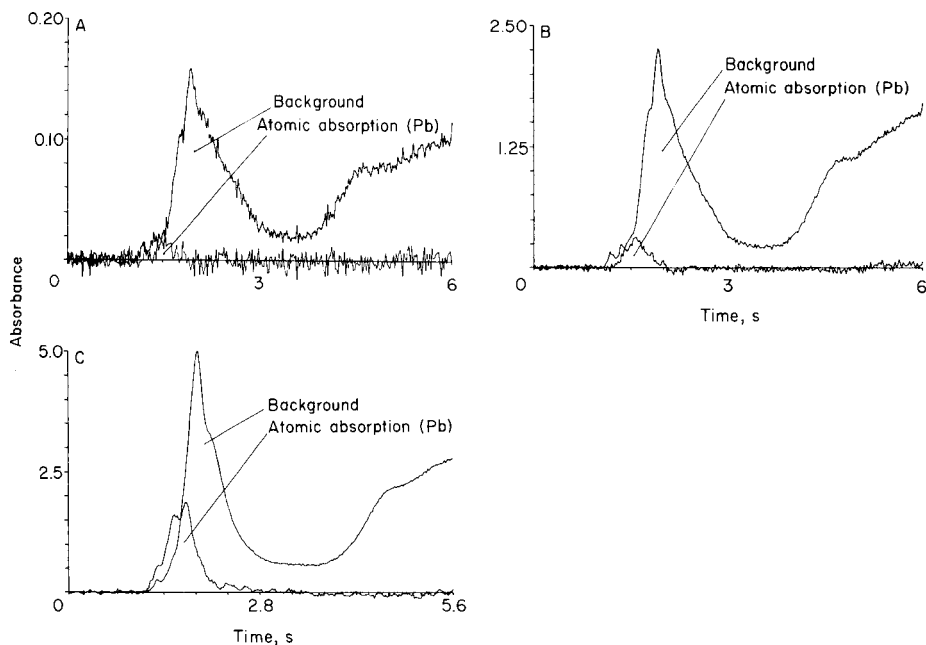 0.20
A
Background
Atomic absorption (Pb)
0.10
0
3
6
2.50
B
Background
Atomic absorption (Pb)
1.25
0
3
6
Time, s
Absorbance
5.0
C
Background
Atomic absorption (Pb)
2.5
0
2.8
5.6
Time, s